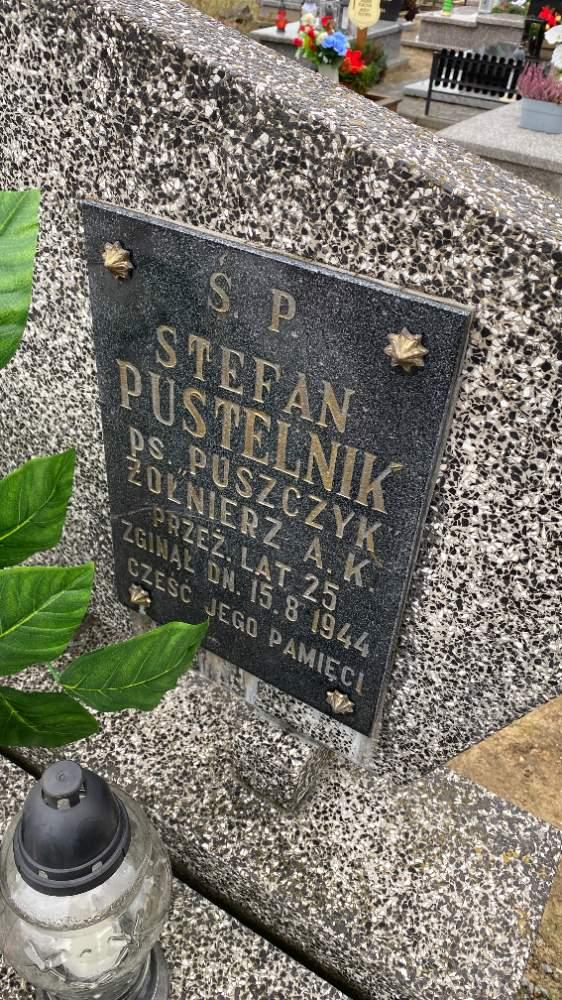 Ś P
STEFAN
PUSTELNIK
PS. „PUSZCZYK"
ŻOŁNIERZ A. K.
PRZEŻ. LAT 25
ZGINĄŁ DN. 15. 8 1944
CZEŚĆ JEGO PAMIĘCI